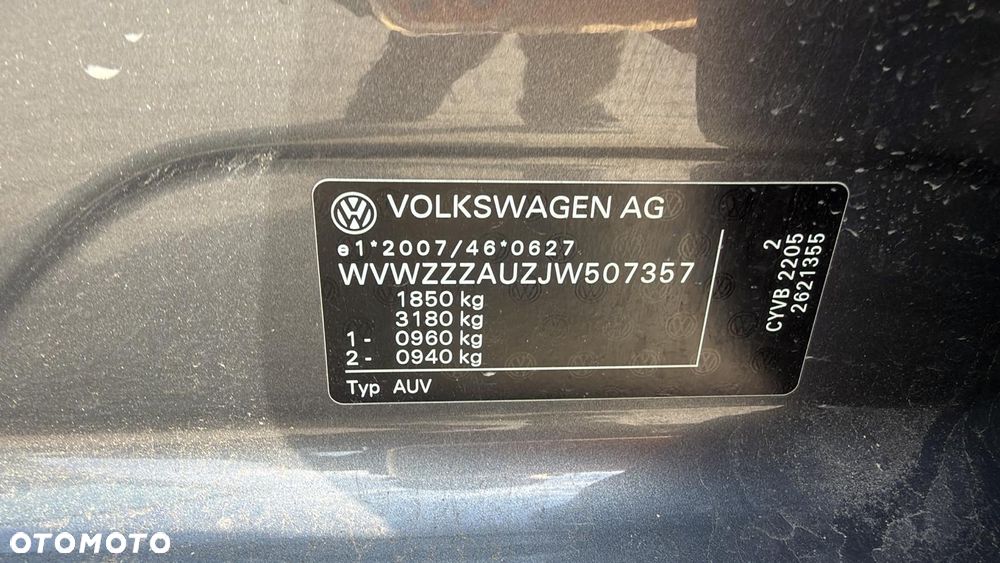 VOLKSWAGEN AG
e1*2007/46*0627
WVWZZZAUZJW507357
1850 kg
3180 kg
1 - 0960 kg
2 - 0940 kg
Typ AUV
2
CYVB 2205
2621355
OTOMOTO